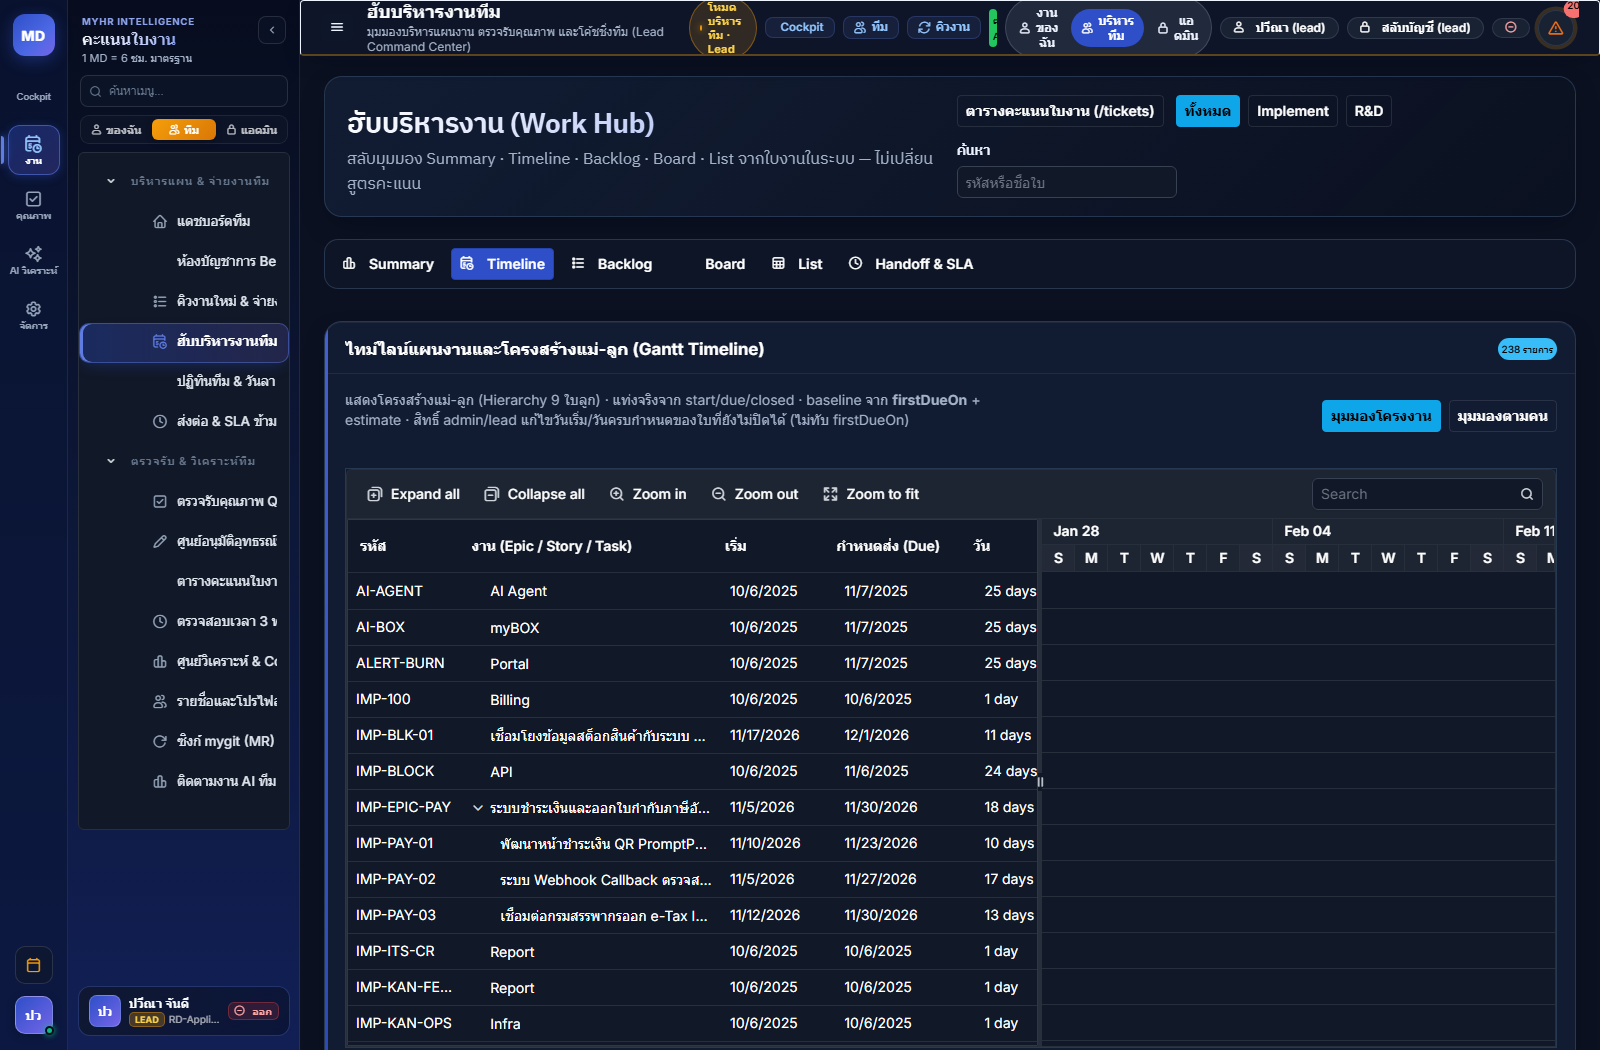 MD
Cockpit
งาน
คุณภาพ
AI วิเคราะห์
จัดการ
ปว
MYHR INTELLIGENCE
คะแนนใบงาน
1 MD = 6 ชม. มาตรฐาน
ค้นหาเมนู...
ของฉัน
ทีม
แอดมิน
บริหารแผน & จ่ายงานทีม
แดชบอร์ดทีม
ห้องบัญชาการ Be
คิวงานใหม่ & จ่าย
ฮับบริหารงานทีม
ปฏิทินทีม & วันลา
ส่งต่อ & SLA ข้าม
ตรวจรับ & วิเคราะห์ทีม
ตรวจรับคุณภาพ Q
ศูนย์อนุมัติอุทธรณ์
ตารางคะแนนใบงา
ตรวจสอบเวลา 3
ศูนย์วิเคราะห์ & Co
รายชื่อและโปรไฟล
ซิงก์ mygit (MR)
ติดตามงาน AI ทีม
ปว
ปวีณา จันดี
LEAD RD-Appli...
ออก
ฮับบริหารงานทีม
มุมมองบริหารแผนงาน ตรวจรับคุณภาพ และโค้ชชิ่งทีม (Lead
Command Center)
โหมด
บริหาร
ทีม ·
Lead
Cockpit
ทีม
คิวงาน
งาน
ของ
ฉัน
บริหาร
ทีม
แอ
ดมิน
ปวีณา (lead)
สลับบัญชี (lead)
20
ฮับบริหารงาน (Work Hub)
สลับมุมมอง Summary · Timeline · Backlog · Board · List จากใบงานในระบบ — ไม่เปลี่ยน
สูตรคะแนน
ตารางคะแนนใบงาน (/tickets)
ทั้งหมด
Implement
R&D
ค้นหา
รหัสหรือชื่อใบ
Summary
Timeline
Backlog
Board
List
Handoff & SLA
ไทม์ไลน์แผนงานและโครงสร้างแม่-ลูก (Gantt Timeline)
238 รายการ
แสดงโครงสร้างแม่-ลูก (Hierarchy 9 ใบลูก) · แท่งจริงจาก start/due/closed · baseline จาก firstDueOn +
estimate · สิทธิ์ admin/lead แก้ไขวันเริ่ม/วันครบกำหนดของใบที่ยังไม่ปิดได้ (ไม่ทับ firstDueOn)
มุมมองโครงงาน
มุมมองตามคน
Expand all
Collapse all
Zoom in
Zoom out
Zoom to fit
Search
รหัส งาน (Epic / Story / Task) เริ่ม กำหนดส่ง (Due) วัน
Jan 28 Feb 04 Feb 11
S M T W T F S S M T W T F S S M
AI-AGENT AI Agent 10/6/2025 11/7/2025 25 days
AI-BOX myBOX 10/6/2025 11/7/2025 25 days
ALERT-BURN Portal 10/6/2025 11/7/2025 25 days
IMP-100 Billing 10/6/2025 10/6/2025 1 day
IMP-BLK-01 เชื่อมโยงข้อมูลสต็อกสินค้ากับระบบ ... 11/17/2026 12/1/2026 11 days
IMP-BLOCK API 10/6/2025 11/6/2025 24 days
IMP-EPIC-PAY ระบบชำระเงินและออกใบกำกับภาษีอั... 11/5/2026 11/30/2026 18 days
IMP-PAY-01 พัฒนาหน้าชำระเงิน QR PromptP... 11/10/2026 11/23/2026 10 days
IMP-PAY-02 ระบบ Webhook Callback ตรวจส... 11/5/2026 11/27/2026 17 days
IMP-PAY-03 เชื่อมต่อกรมสรรพากรออก e-Tax I... 11/12/2026 11/30/2026 13 days
IMP-ITS-CR Report 10/6/2025 10/6/2025 1 day
IMP-KAN-FE... Report 10/6/2025 10/6/2025 1 day
IMP-KAN-OPS Infra 10/6/2025 10/6/2025 1 day